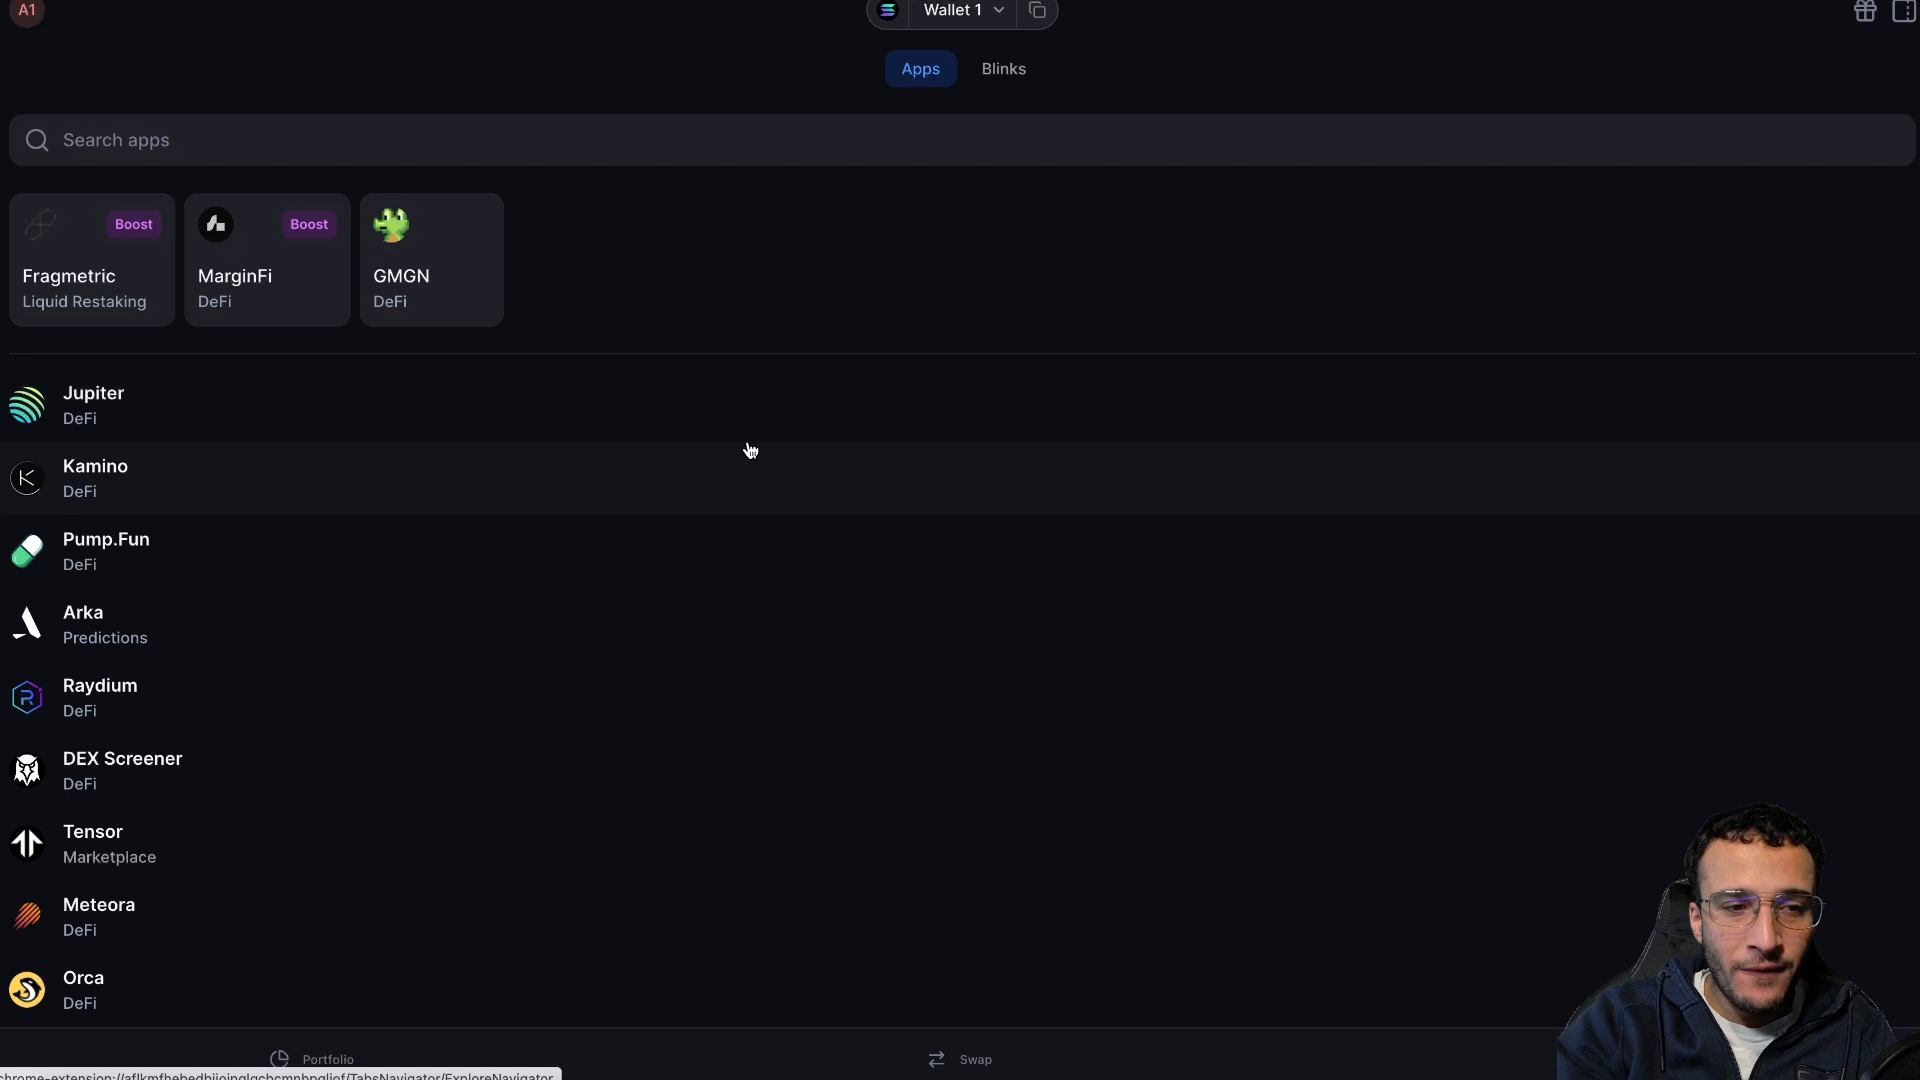 A1
Wallet 1
Apps
Blinks
Search apps
Boost
Fragmetric
Liquid Restaking
Boost
MarginFi
DeFi
GMGN
DeFi
Jupiter
DeFi
Kamino
DeFi
Pump.Fun
DeFi
Arka
Predictions
Raydium
DeFi
DEX Screener
DeFi
Tensor
Marketplace
Meteora
DeFi
Orca
DeFi
Portfolio
Swap